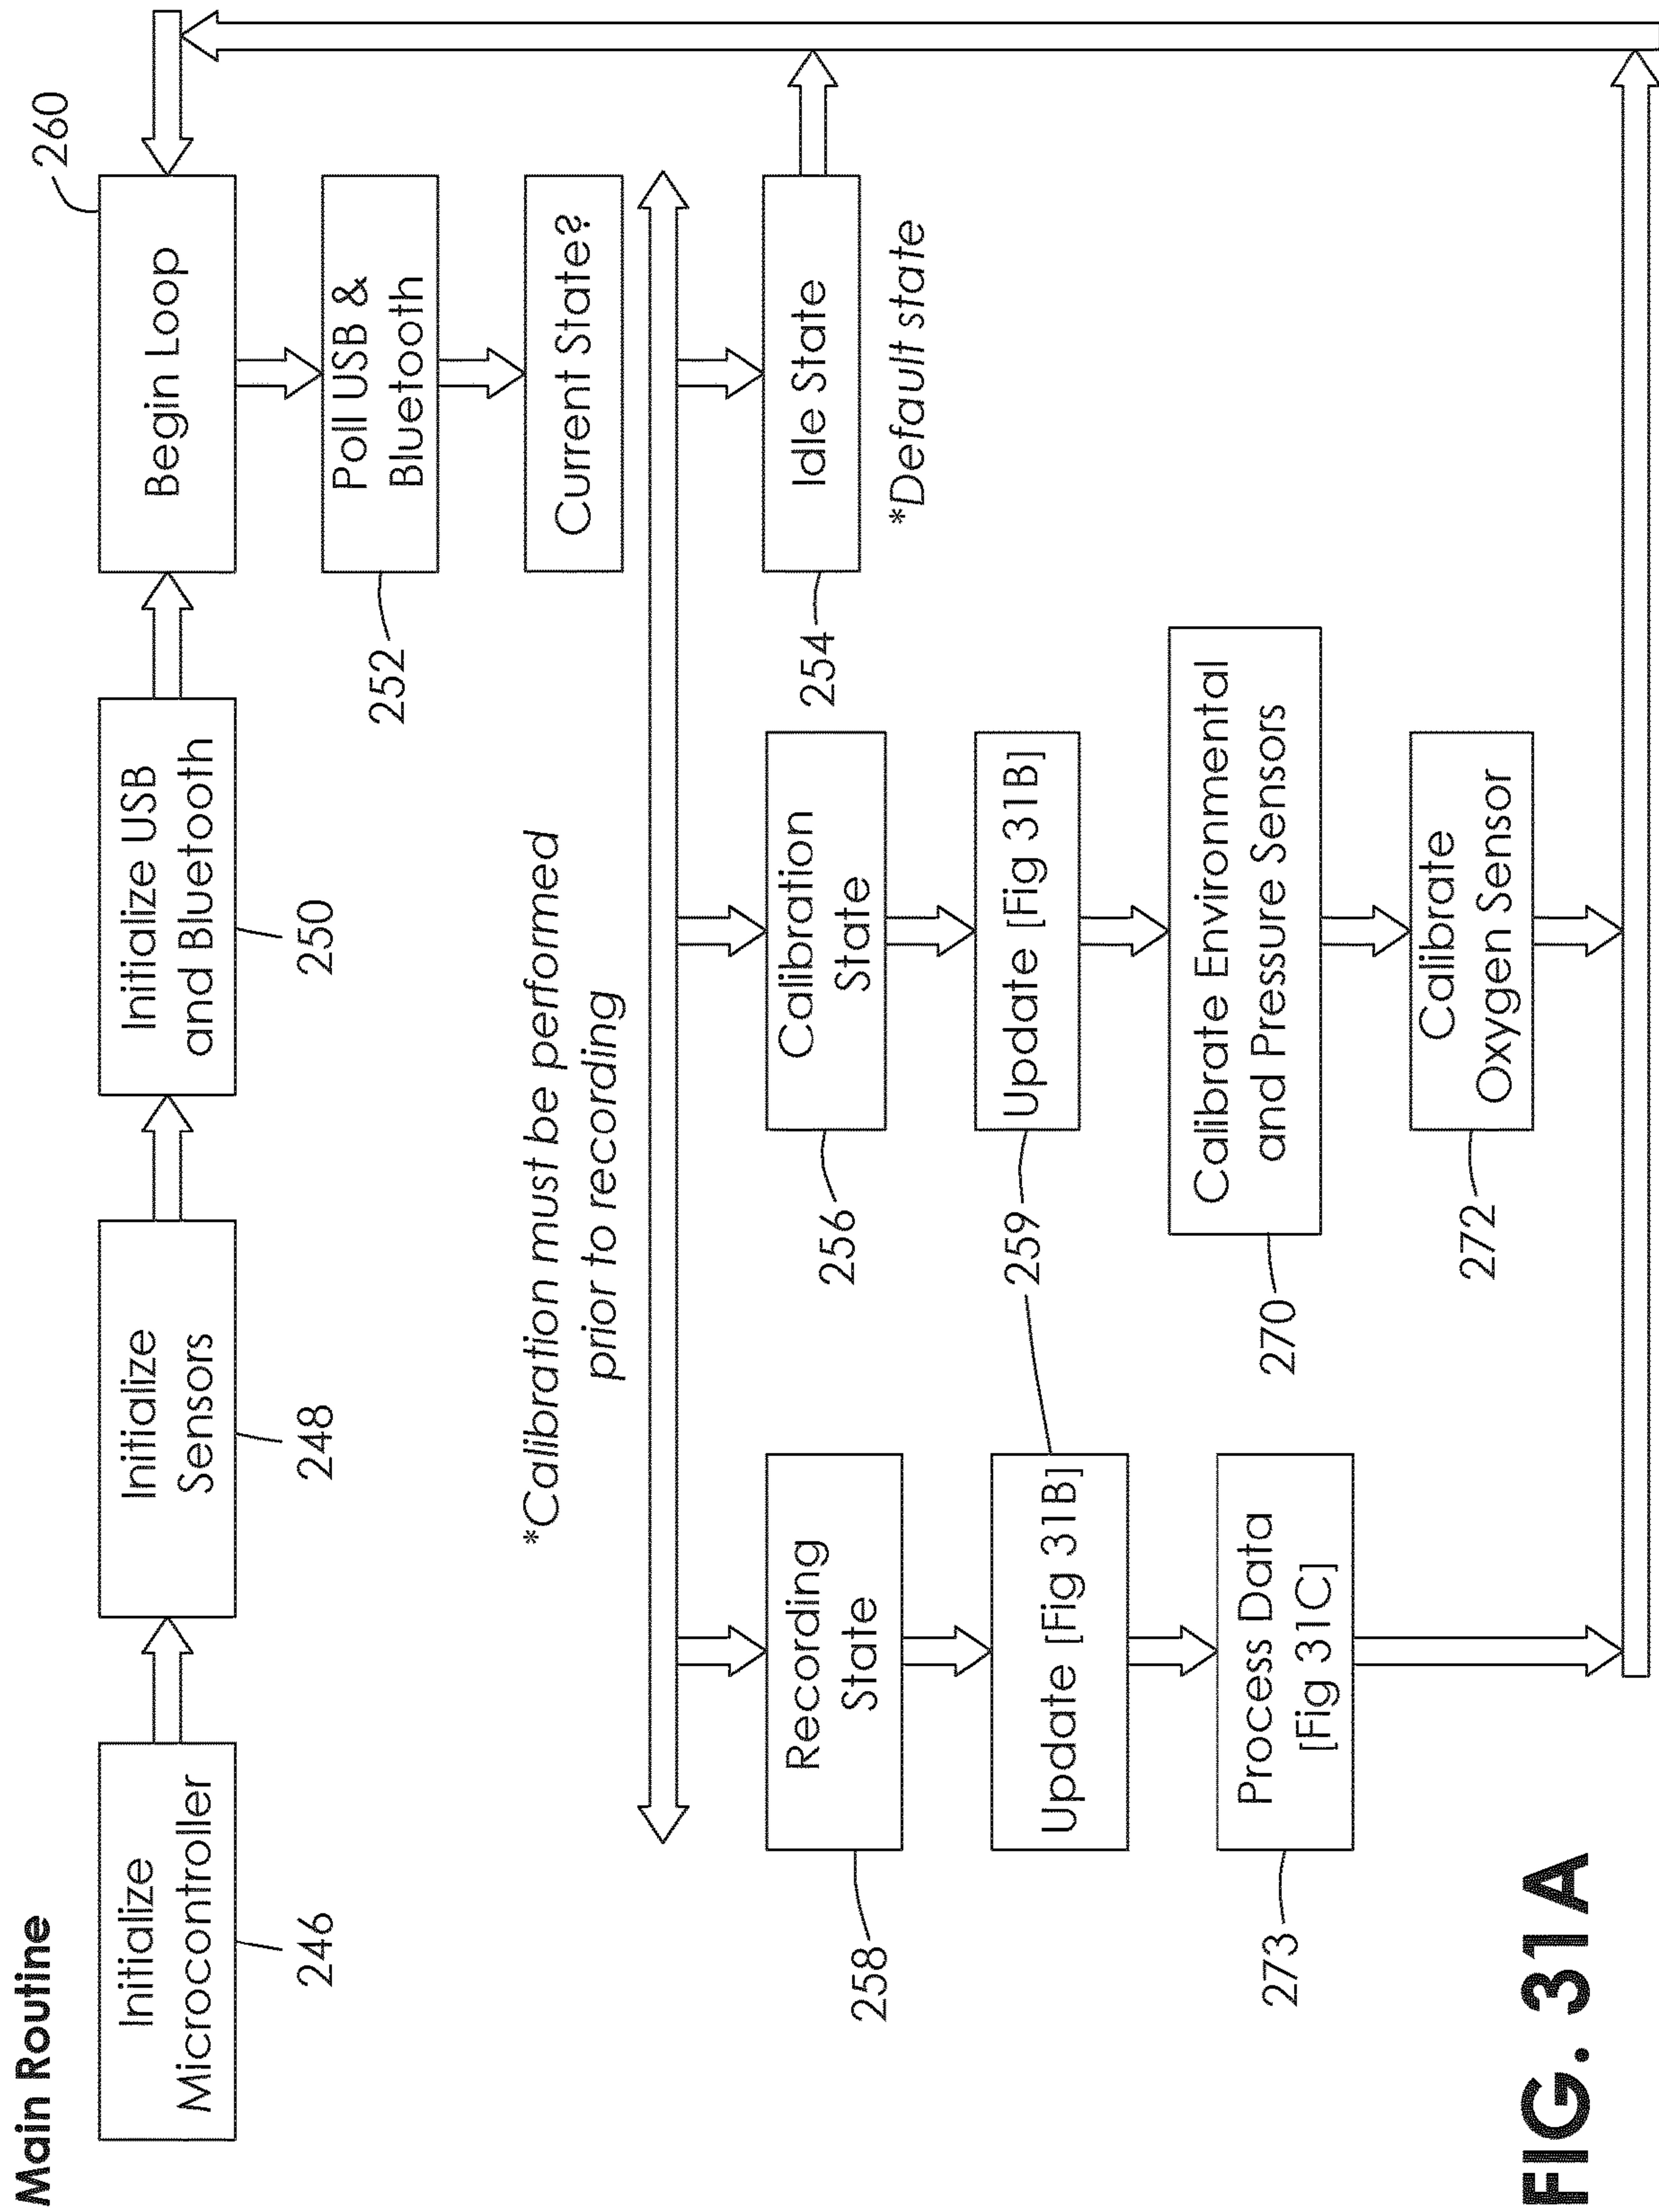 Main Routine
Initialize
Microcontroller
246
Initialize
Sensors
248
Initialize USB
and Bluetooth
250
Begin Loop
260
Poll USB &
Bluetooth
252
Current State?
*Calibration must be performed
prior to recording
Recording
State
258
Update [Fig 31B]
259
Process Data
[Fig 31C]
273
Calibration
State
256
Update [Fig 31B]
Calibrate Environmental
and Pressure Sensors
270
Calibrate
Oxygen Sensor
272
Idle State
254
*Default state
FIG. 31A